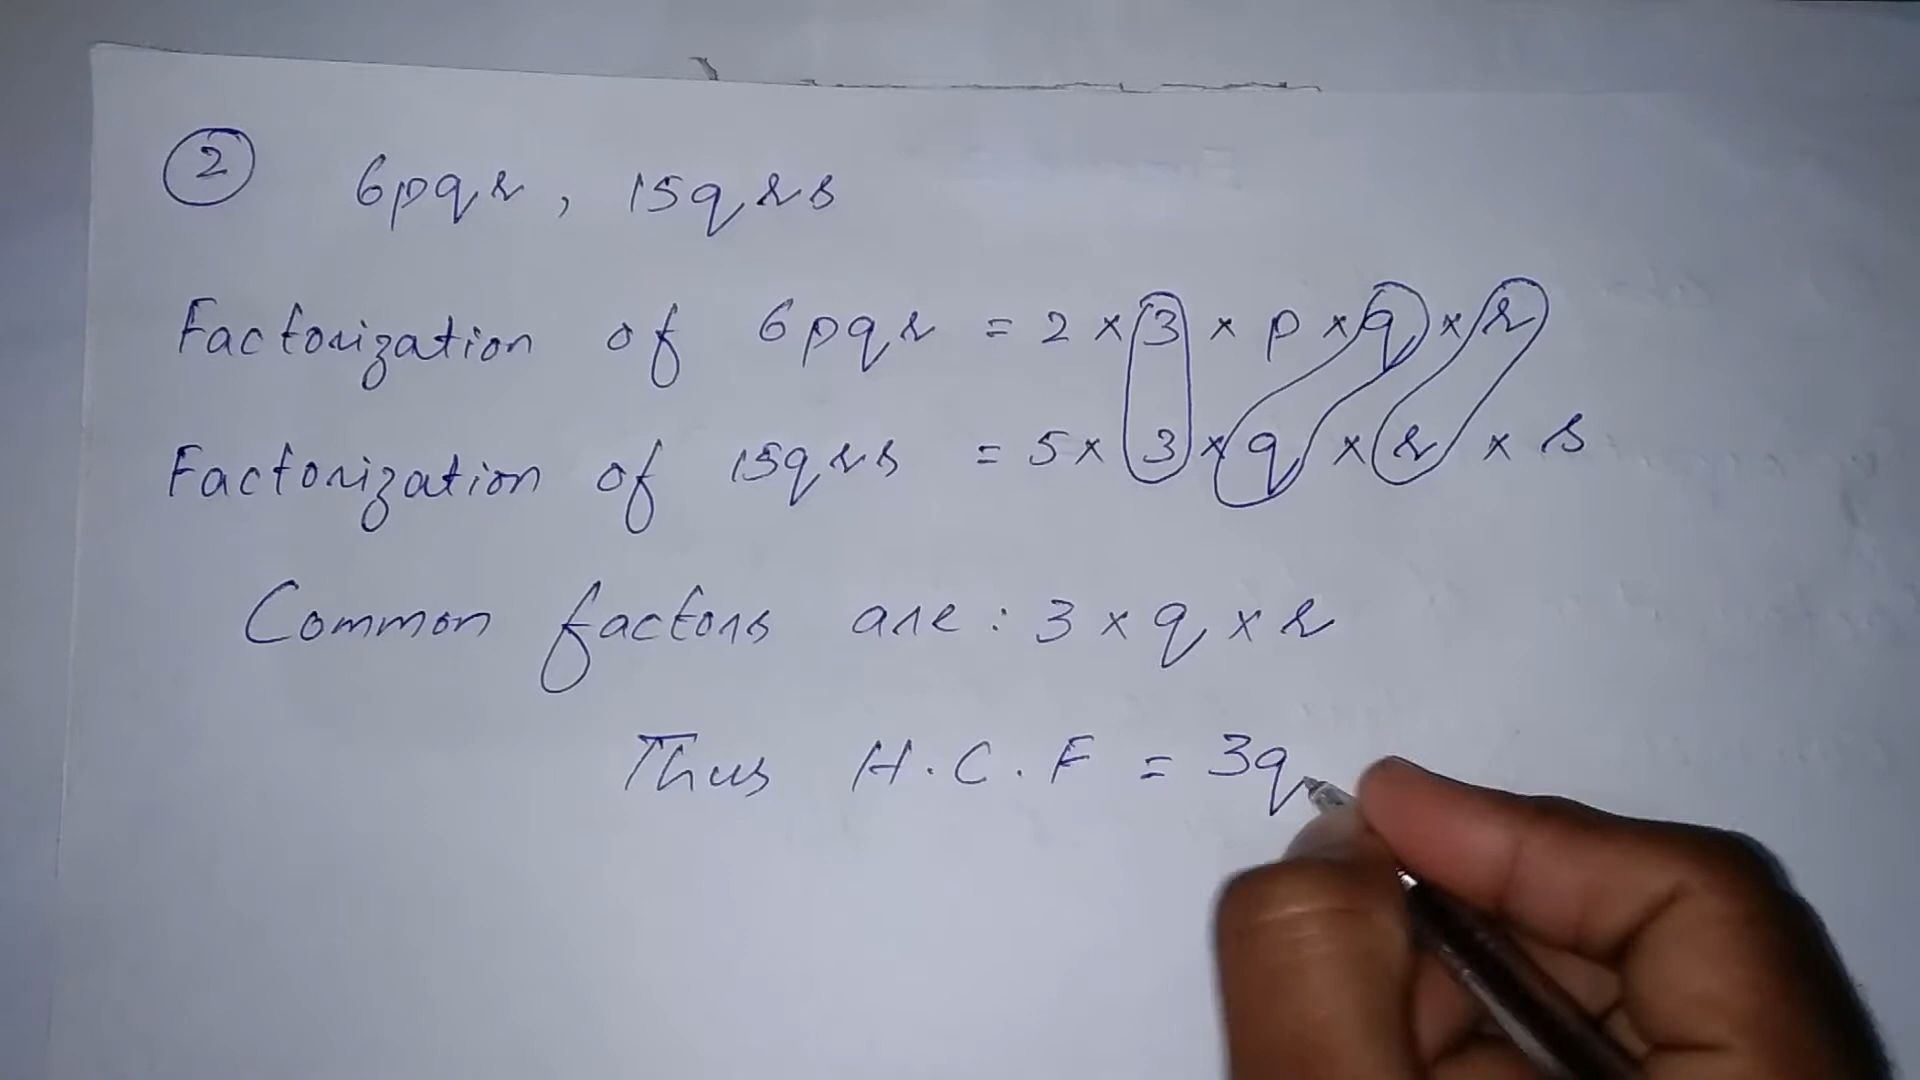 2 6pqr, 15qrs
Factorization of 6pqr = 2 × 3 × p × q × r
Factorization of 15qrs = 5 × 3 × q × r × s
Common factors are: 3 × q × r
Thus H.C.F = 3q